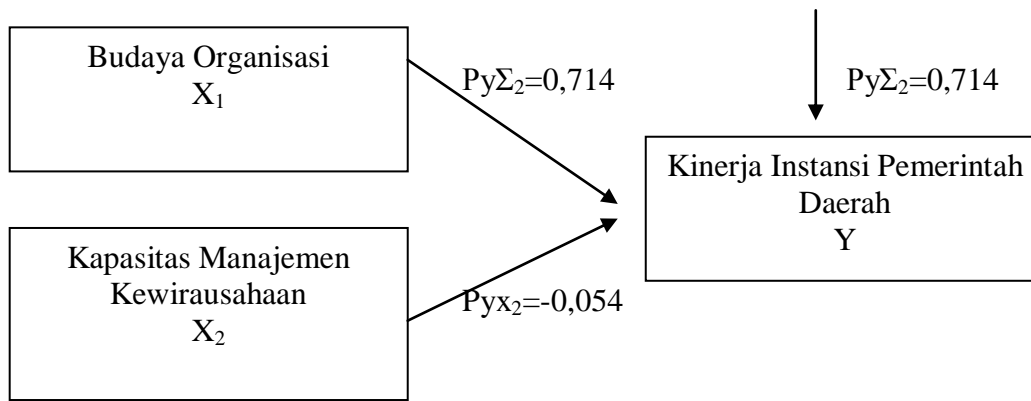 Budaya Organisasi
X₁
PyΣ₂=0,714
PyΣ₂=0,714
Kinerja Instansi Pemerintah
Daerah
Y
Kapasitas Manajemen
Kewirausahaan
X₂
Pyx₂=-0,054